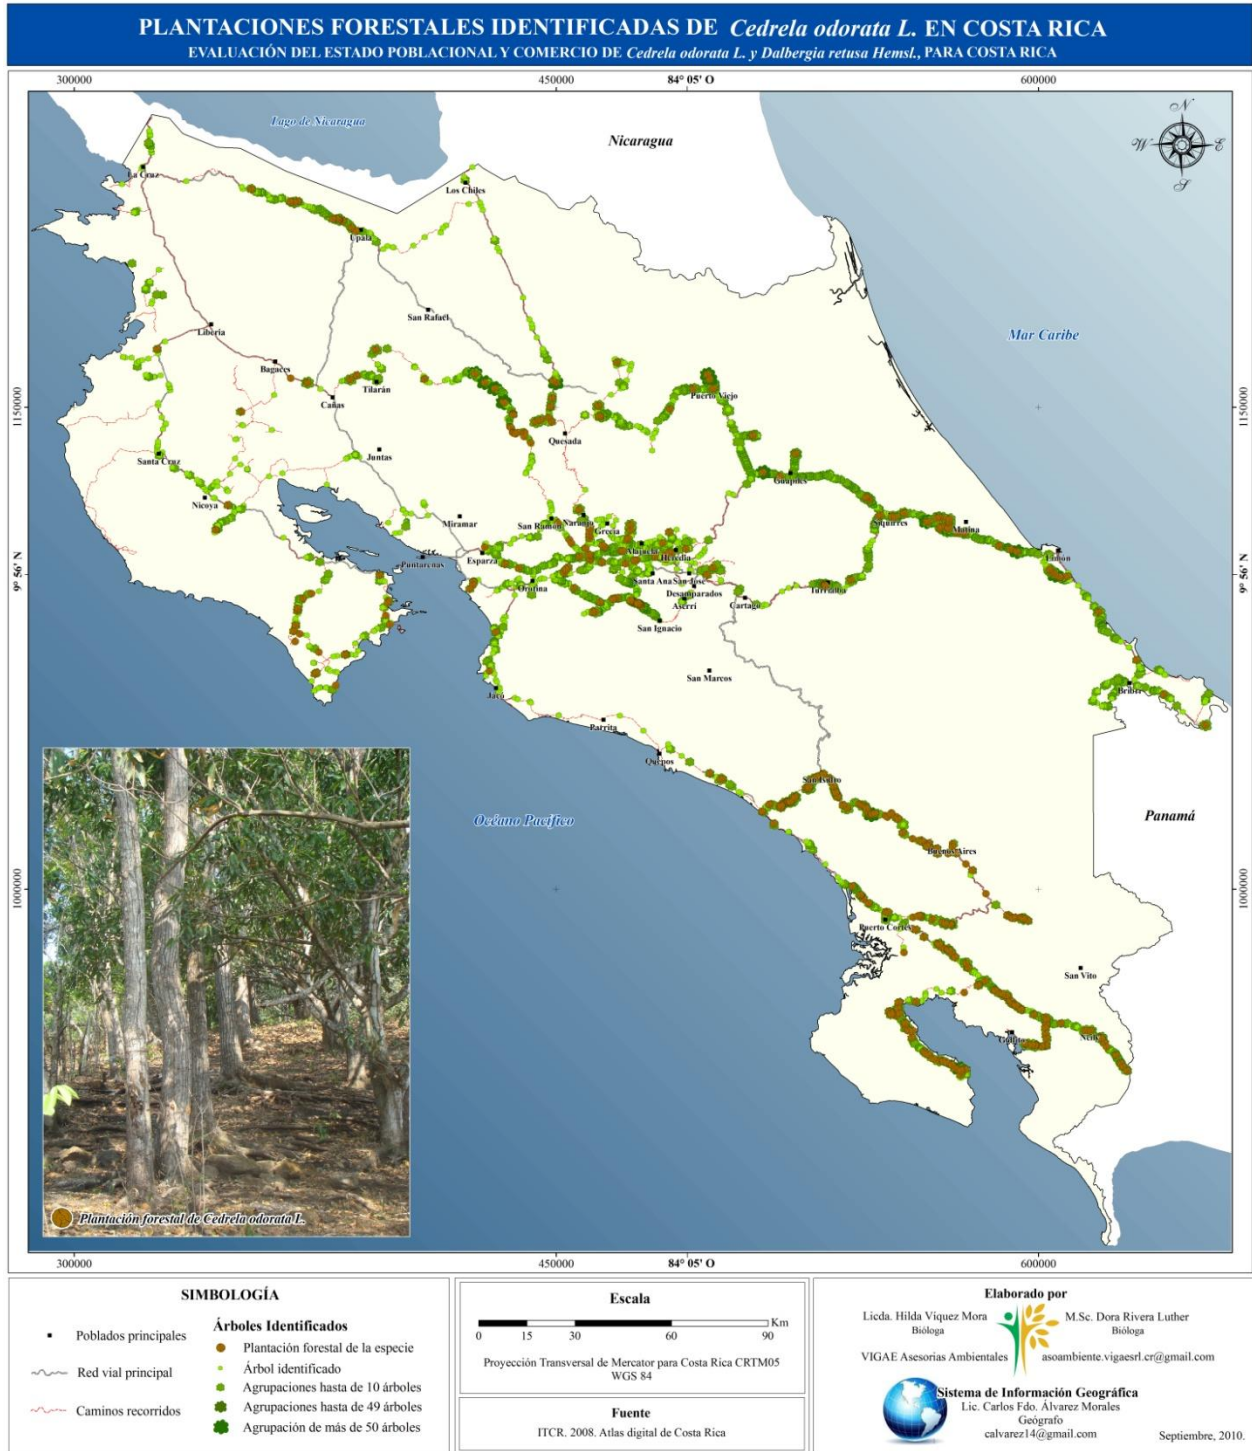 PLANTACIONES FORESTALES IDENTIFICADAS DE Cedrela odorata L. EN COSTA RICA
EVALUACIÓN DEL ESTADO POBLACIONAL Y COMERCIO DE Cedrela odorata L. y Dalbergia retusa Hemsl., PARA COSTA RICA
300000
450000
84° 05' O
600000
Lago de Nicaragua
Nicaragua
N
W
E
S
La Cruz
Los Chiles
Upala
San Rafael
Liberia
Mar Caribe
Bagaces
Tilarán
Cañas
Puerto Viejo
1150000
1150000
Quesada
Santa Cruz
Juntas
Guápiles
Nicoya
Miramar
San Ramón
Naranjo
Grecia
Siquirres
Matina
Esparza
Alajuela
Heredia
Limón
Puntarenas
9° 56' N
9° 56' N
Orotina
Santa Ana
San José
Desamparados
Turrialba
Aserrí
Cartago
San Ignacio
San Marcos
Bribri
Jacó
Parrita
Quepos
San Isidro
Océano Pacífico
Panamá
Buenos Aires
1000000
1000000
Puerto Cortés
San Vito
Golfito
Neily
Plantación forestal de Cedrela odorata L.
300000
450000
84° 05' O
600000
SIMBOLOGÍA
Poblados principales
Red vial principal
Caminos recorridos
Árboles Identificados
Plantación forestal de la especie
Árbol identificado
Agrupaciones hasta de 10 árboles
Agrupaciones hasta de 49 árboles
Agrupación de más de 50 árboles
Escala
0 15 30 60 90 Km
Proyección Transversal de Mercator para Costa Rica CRTM05
WGS 84
Fuente
ITCR. 2008. Atlas digital de Costa Rica
Elaborado por
Licda. Hilda Víquez Mora
Bióloga
M.Sc. Dora Rivera Luther
Bióloga
VIGAE Asesorias Ambientales
asoambiente.vigaesrl.cr@gmail.com
Sistema de Información Geográfica
Lic. Carlos Fdo. Álvarez Morales
Geógrafo
calvarez14@gmail.com
Septiembre, 2010.